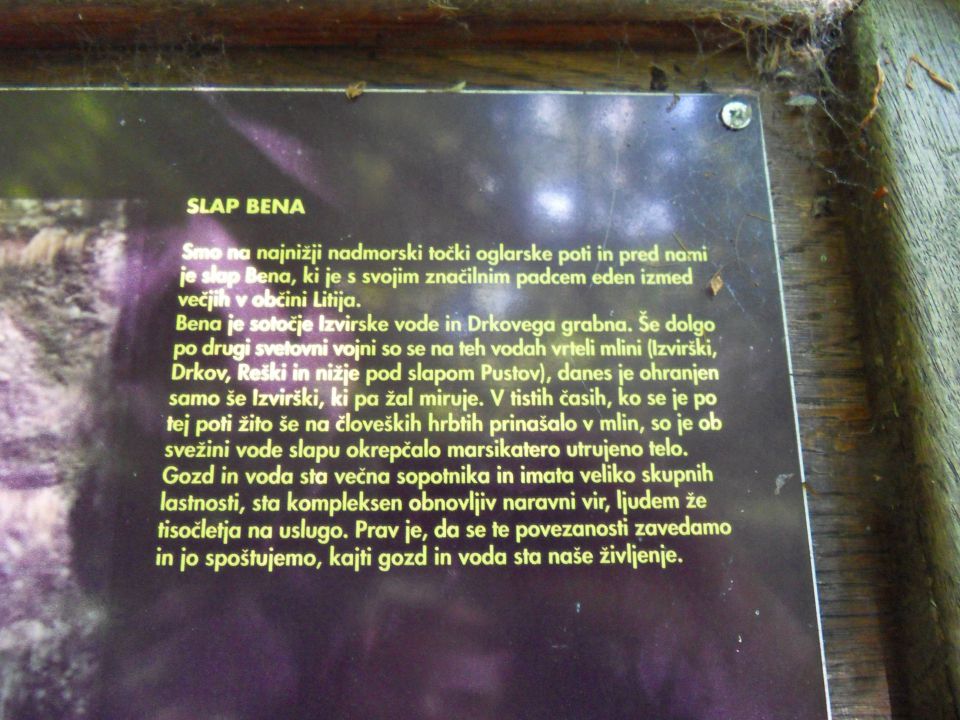 SLAP BENA
Smo na najnižji nadmorski točki oglarske poti in pred nami
je slap Bena, ki je s svojim značilnim padcem eden izmed
večjih v občini Litija.
Bena je sotočje Izvirske vode in Drkovega grabna. Še dolgo
po drugi svetovni vojni so se na teh vodah vrteli mlini (Izvirški,
Drkov, Reški in nižje pod slapom Pustov), danes je ohranjen
samo še Izvirški, ki pa žal miruje. V tistih časih, ko se je po
tej poti žito še na človeških hrbtih prinašalo v mlin, so je ob
svežini vode slapu okrepčalo marsikatero utrujeno telo.
Gozd in voda sta večna sopotnika in imata veliko skupnih
lastnosti, sta kompleksen obnovljiv naravni vir, ljudem že
tisočletja na uslugo. Prav je, da se te povezanosti zavedamo
in jo spoštujemo, kajti gozd in voda sta naše življenje.